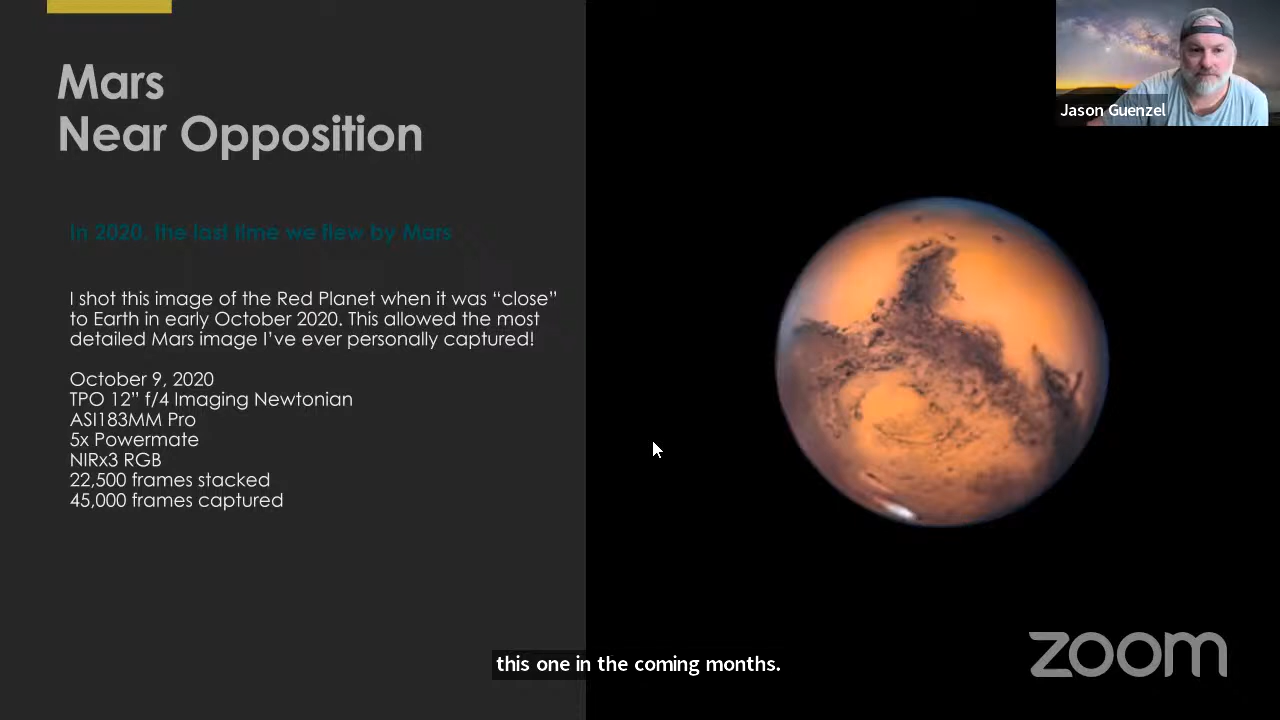 Mars
Near Opposition
In 2020, the last time we flew by Mars
I shot this image of the Red Planet when it was “close”
to Earth in early October 2020. This allowed the most
detailed Mars image I’ve ever personally captured!
October 9, 2020
TPO 12” f/4 Imaging Newtonian
ASI183MM Pro
5x Powermate
NIRx3 RGB
22,500 frames stacked
45,000 frames captured
Jason Guenzel
this one in the coming months.
zoom